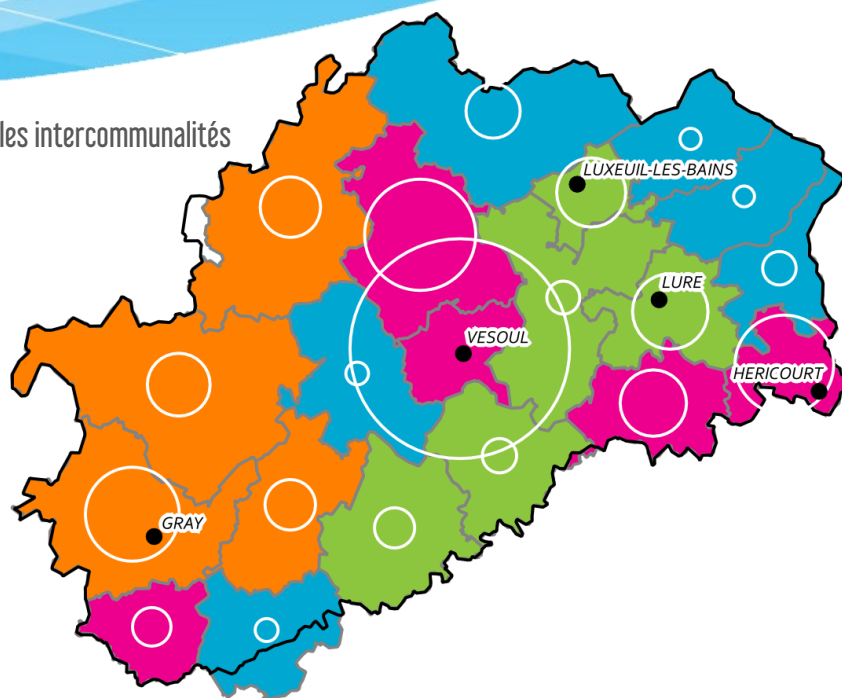 les intercommunalités
LUXEUIL-LES-BAINS
LURE
VESOUL
HERICOURT
GRAY